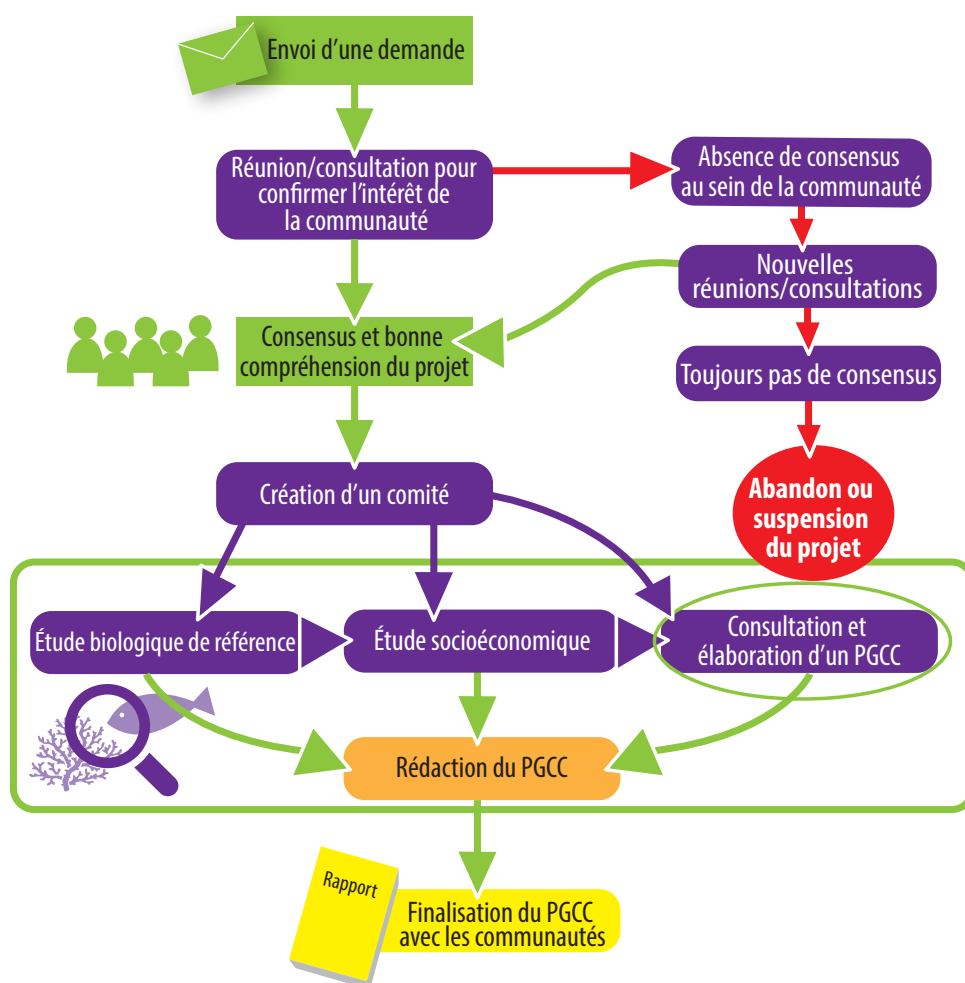 Envoi d’une demande
Réunion/consultation pour
confirmer l’intérêt de
la communauté
Absence de consensus
au sein de la communauté
Nouvelles
réunions/consultations
Consensus et bonne
compréhension du projet
Toujours pas de consensus
Abandon ou
suspension
du projet
Création d’un comité
Étude biologique de référence
Étude socioéconomique
Consultation et
élaboration d’un PGCC
Rédaction du PGCC
Rapport
Finalisation du PGCC
avec les communautés